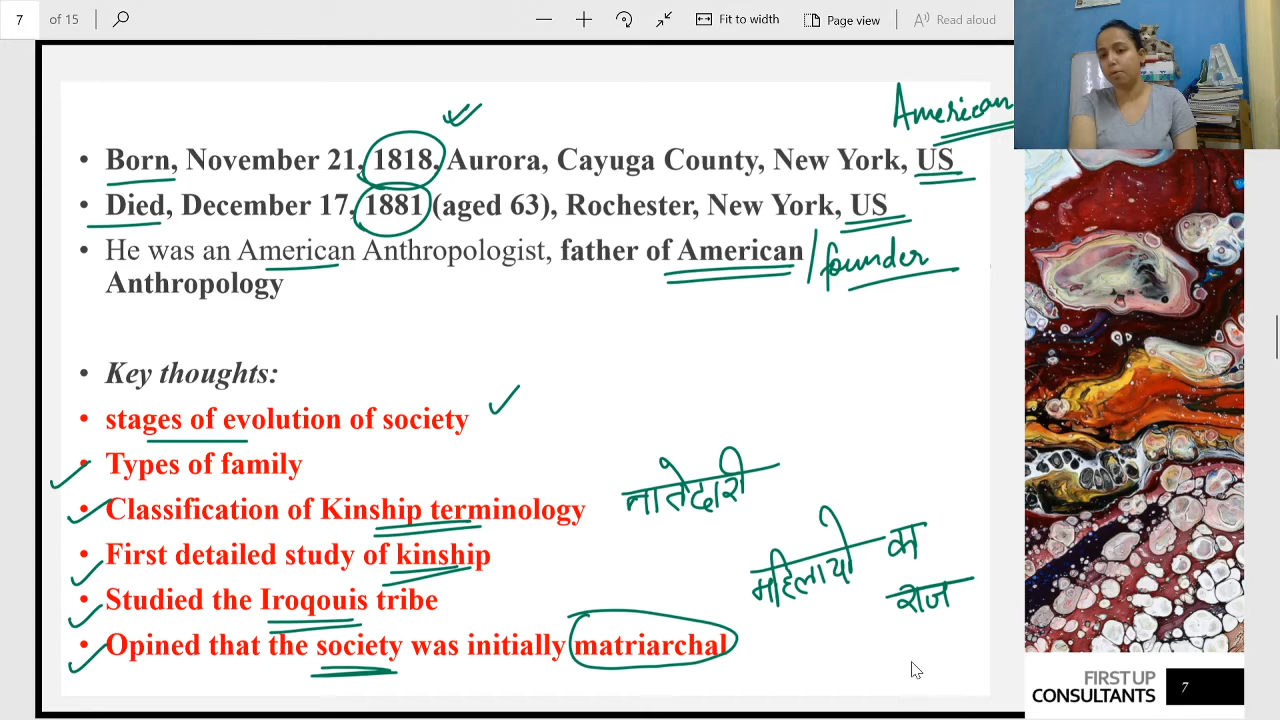 7 of 15 Fit to width Page view Read aloud
American
• Born, November 21, 1818, Aurora, Cayuga County, New York, US
• Died, December 17, 1881 (aged 63), Rochester, New York, US
• He was an American Anthropologist, father of American / founder
Anthropology
• Key thoughts:
• stages of evolution of society
• Types of family
• Classification of Kinship terminology
नातेदारी
• First detailed study of kinship
महिलायो का
• Studied the Iroqouis tribe
राज
• Opined that the society was initially matriarchal
FIRST UP
CONSULTANTS
7